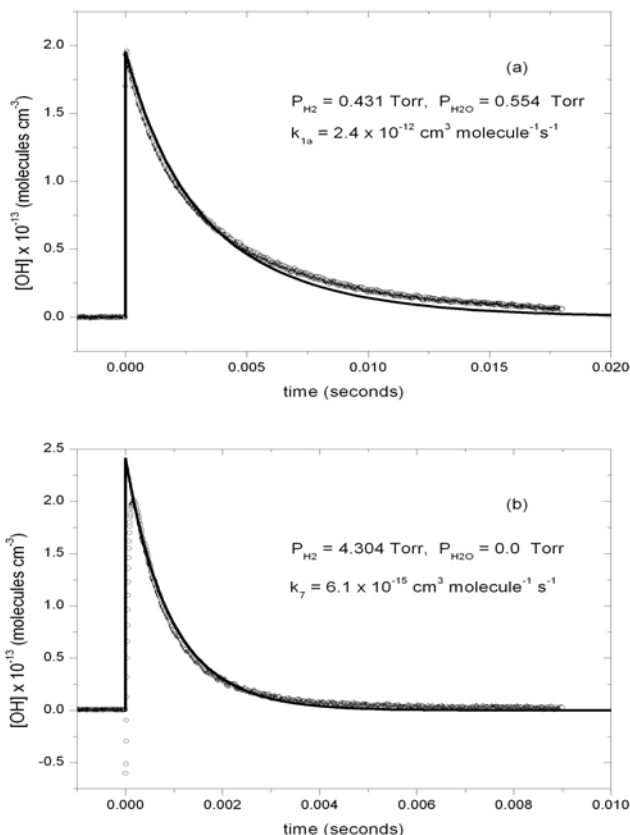 (a)
P_H2 = 0.431 Torr, P_H2O = 0.554 Torr
k_1a = 2.4 x 10^-12 cm^3 molecule^-1 s^-1
[OH] x 10^-13 (molecules cm^-3)
2.0
1.5
1.0
0.5
0.0
0.000 0.005 0.010 0.015 0.020
time (seconds)
(b)
P_H2 = 4.304 Torr, P_H2O = 0.0 Torr
k_7 = 6.1 x 10^-15 cm^3 molecule^-1 s^-1
[OH] x 10^-13 (molecules cm^-3)
2.5
2.0
1.5
1.0
0.5
0.0
-0.5
0.000 0.002 0.004 0.006 0.008 0.010
time (seconds)